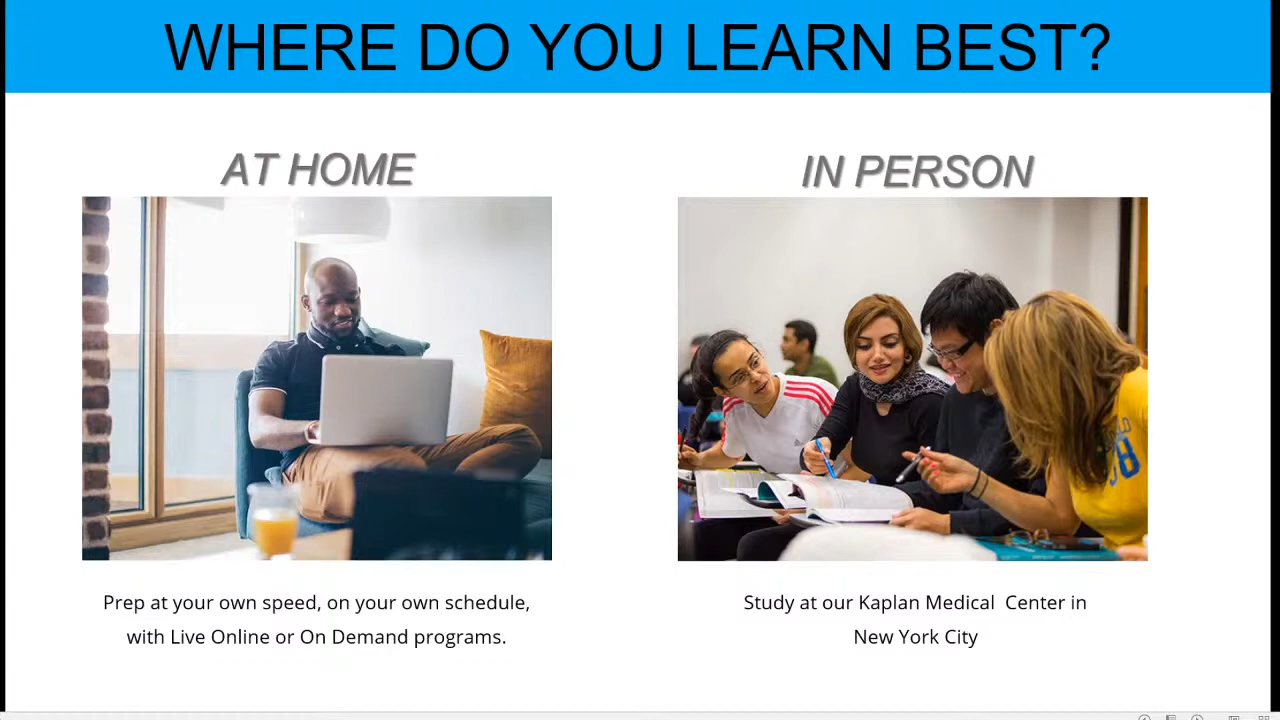 WHERE DO YOU LEARN BEST?
AT HOME
IN PERSON
Prep at your own speed, on your own schedule,
with Live Online or On Demand programs.
Study at our Kaplan Medical  Center in
New York City